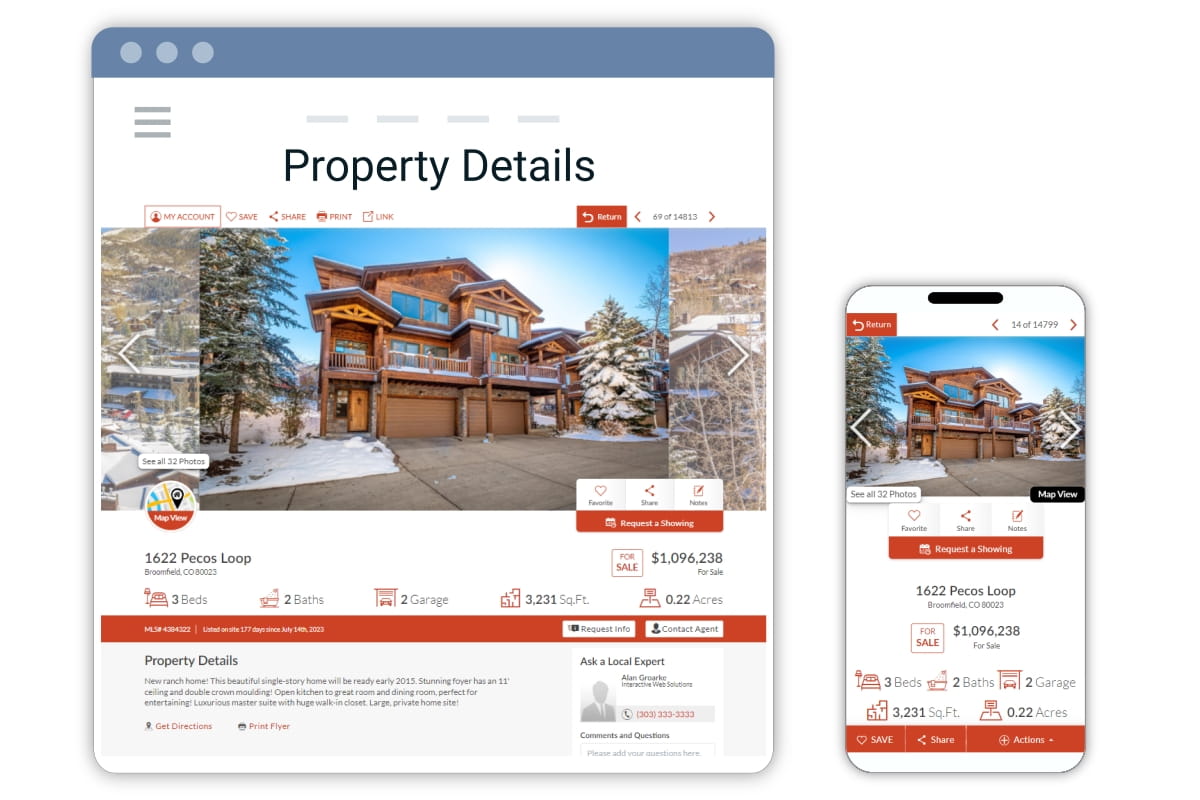 Property Details
MY ACCOUNT SAVE SHARE PRINT LINK Return 69 of 14813
See all 32 Photos
Map View
Favorite Share Notes
Request a Showing
1622 Pecos Loop
Broomfield, CO 80023
FOR SALE $1,096,238
For Sale
3 Beds 2 Baths 2 Garage 3,231 Sq.Ft. 0.22 Acres
MLS# 4384322 | Listed on site 177 days since July 14th, 2023 Request Info Contact Agent
Property Details
New ranch home! This beautiful single-story home will be ready early 2015. Stunning foyer has an 11'
ceiling and double crown moulding! Open kitchen to great room and dining room, perfect for
entertaining! Luxurious master suite with huge walk-in closet. Large, private home site!
Get Directions Print Flyer
Ask a Local Expert
Alan Groarke
Interactive Web Solutions
(303) 333-3333
Comments and Questions
Please add your questions here.
Return 14 of 14799
See all 32 Photos Map View
Favorite Share Notes
Request a Showing
1622 Pecos Loop
Broomfield, CO 80023
FOR SALE $1,096,238
For Sale
3 Beds 2 Baths 2 Garage
3,231 Sq.Ft. 0.22 Acres
SAVE Share Actions